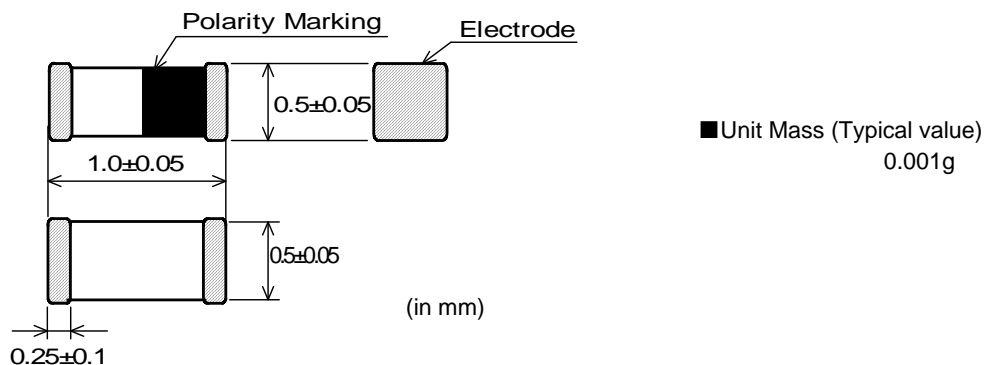 Polarity Marking
Electrode
0.5±0.05
■Unit Mass (Typical value)
0.001g
1.0±0.05
0.5±0.05
(in mm)
0.25±0.1